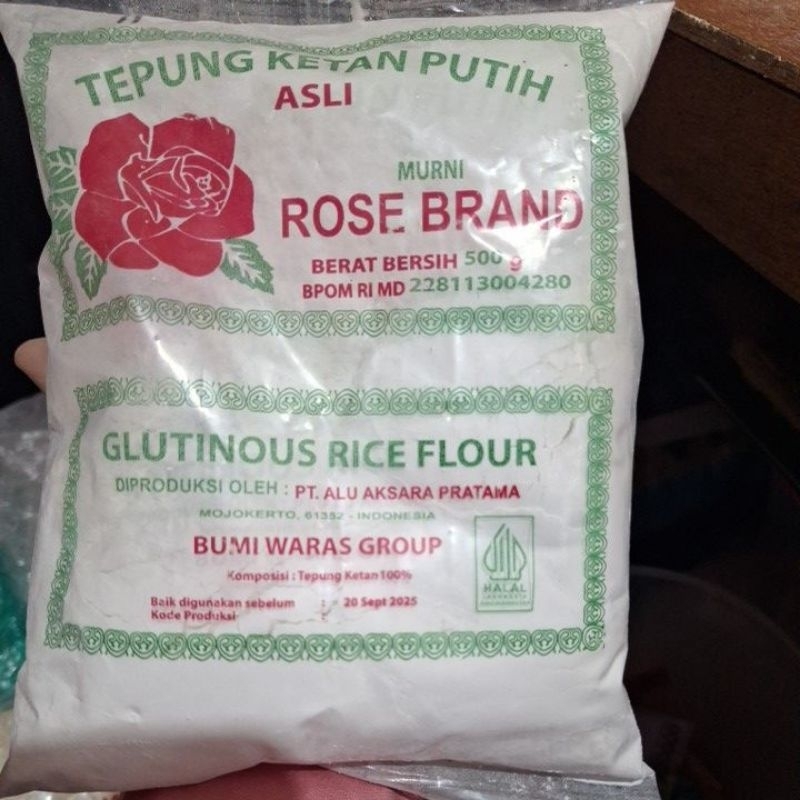 TEPUNG KETAN PUTIH
ASLI
MURNI
ROSE BRAND
BERAT BERSIH 500 g
BPOM RI MD 228113004280
GLUTINOUS RICE FLOUR
DIPRODUKSI OLEH : PT. ALU AKSARA PRATAMA
MOJOKERTO, 61352 - INDONESIA
BUMI WARAS GROUP
Komposisi : Tepung Ketan 100%
HALAL
INDONESIA
Baik digunakan sebelum : 20 Sept 2025
Kode Produksi :